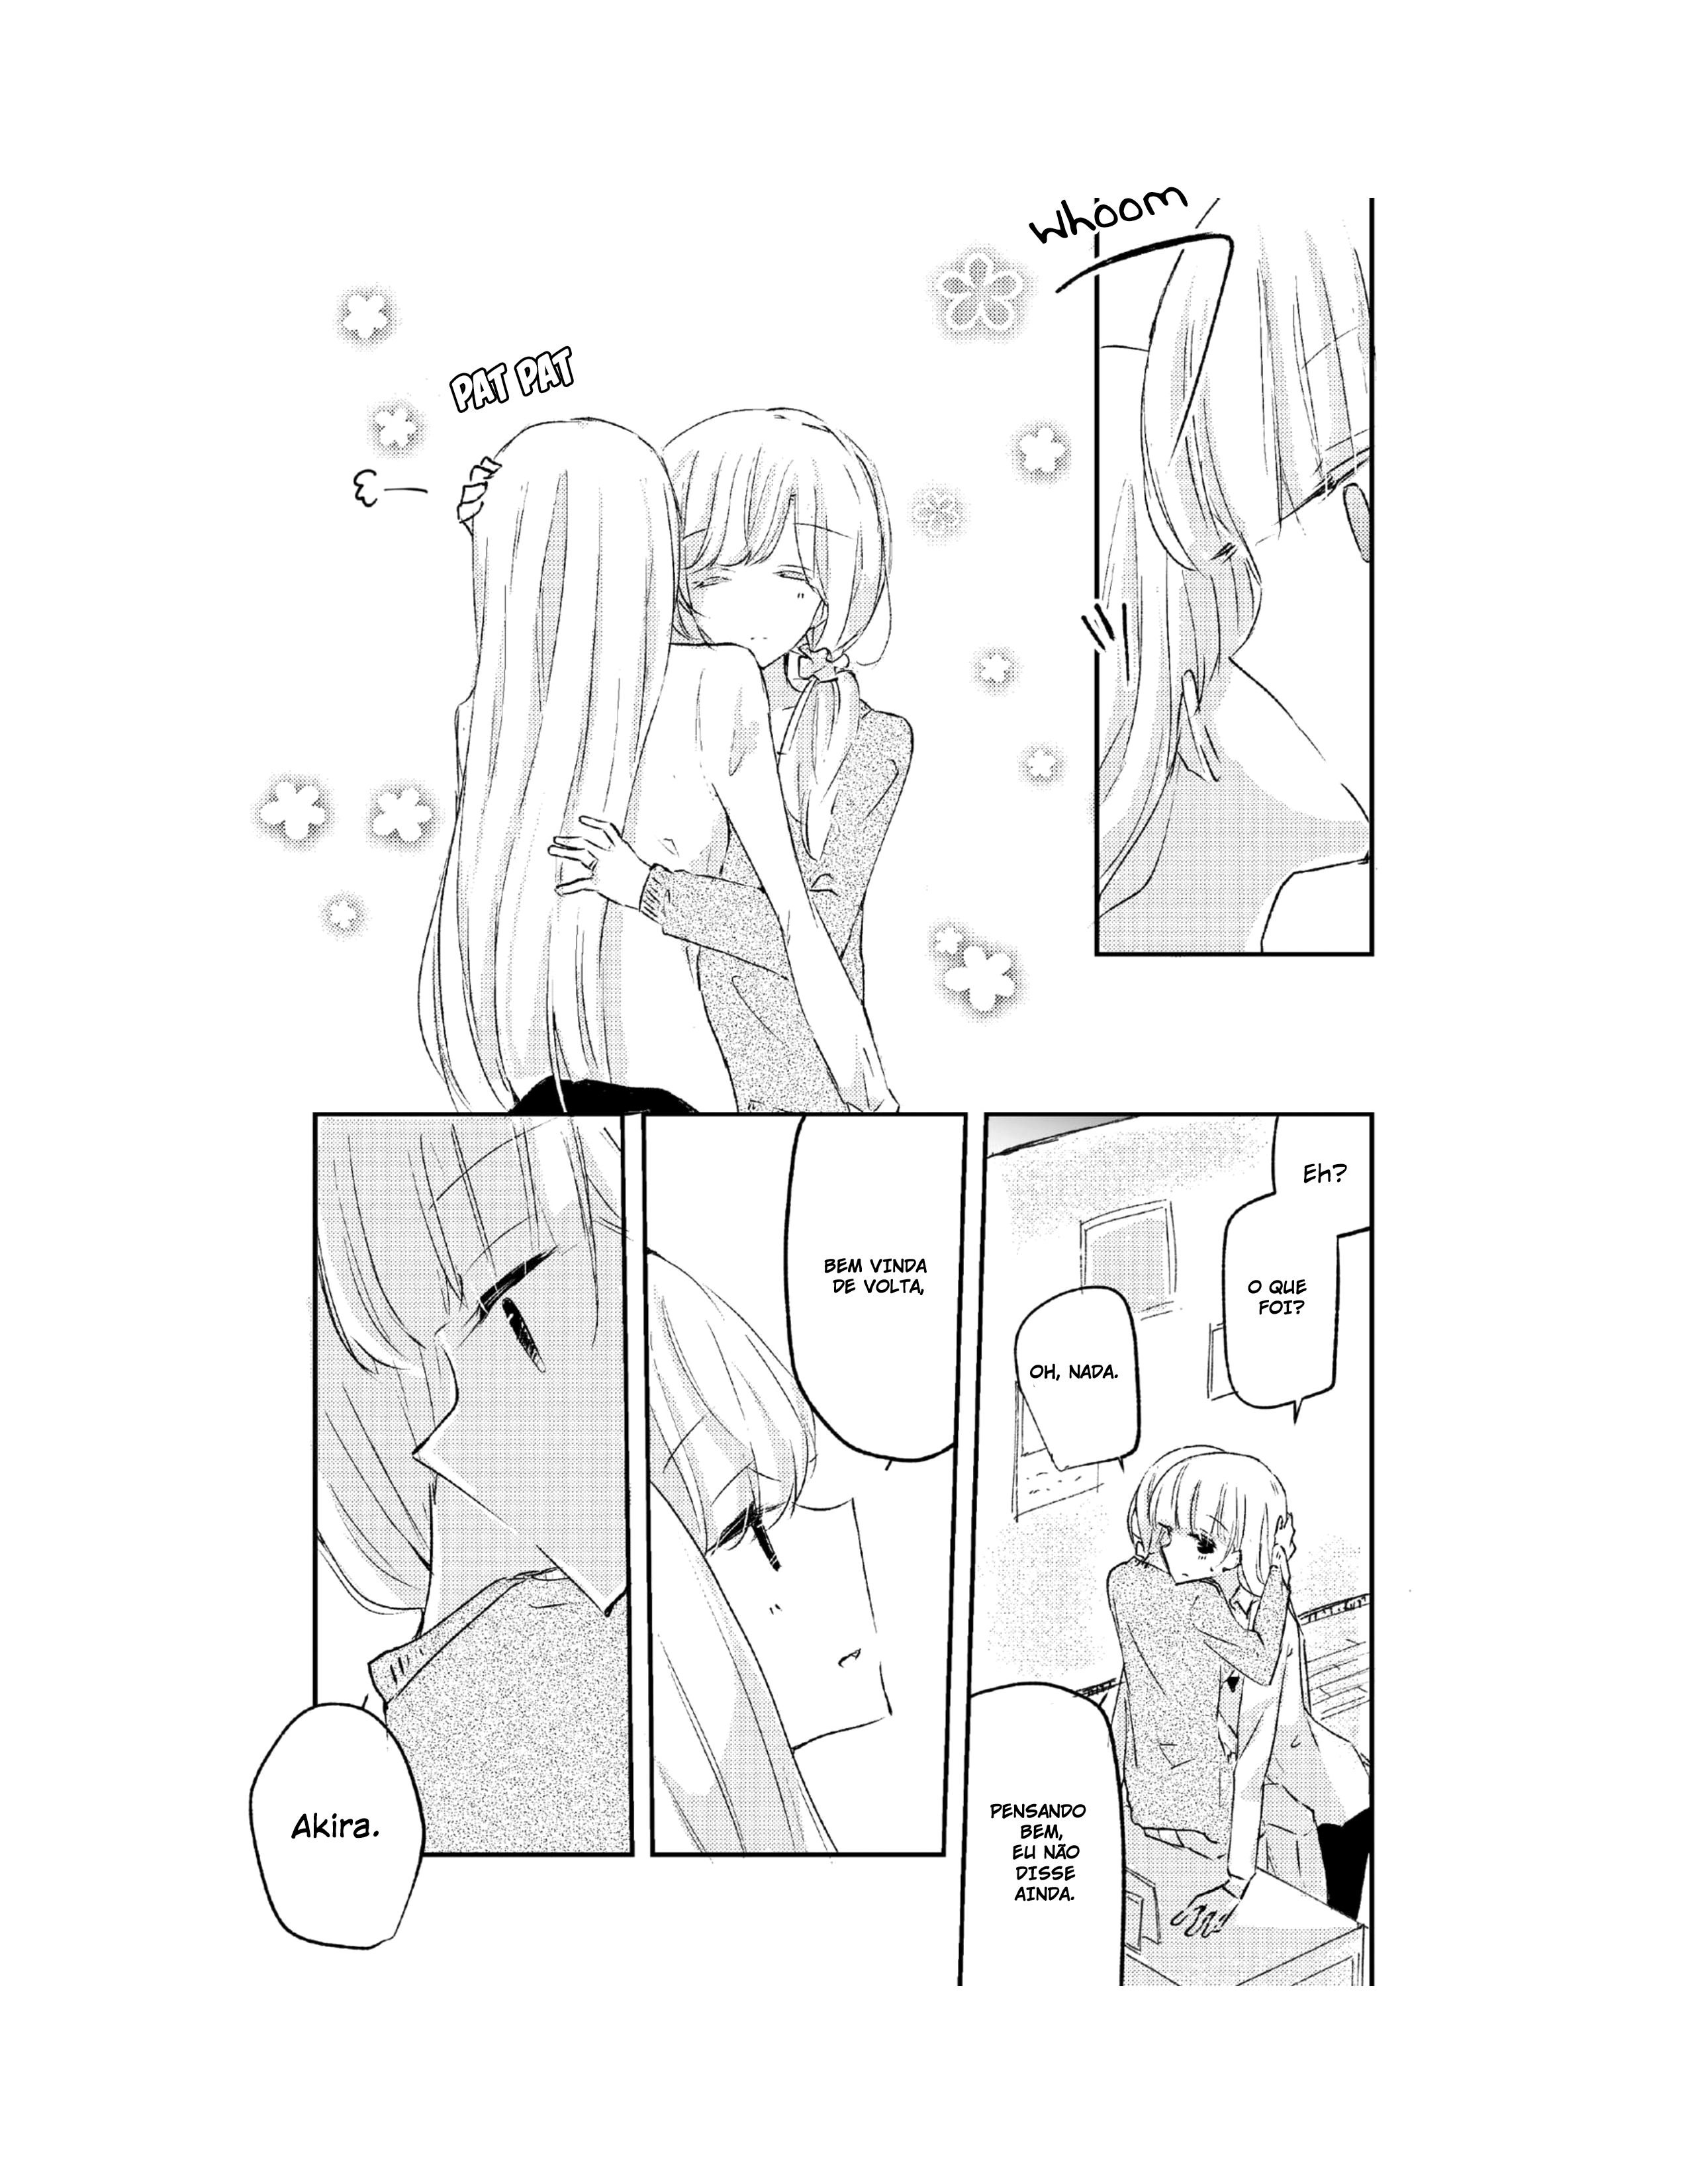 whoom
PAT PAT
Eh?
O QUE
FOI?
OH, NADA.
PENSANDO
BEM,
EU NÃO
DISSE
AINDA.
BEM VINDA
DE VOLTA,
Akira.